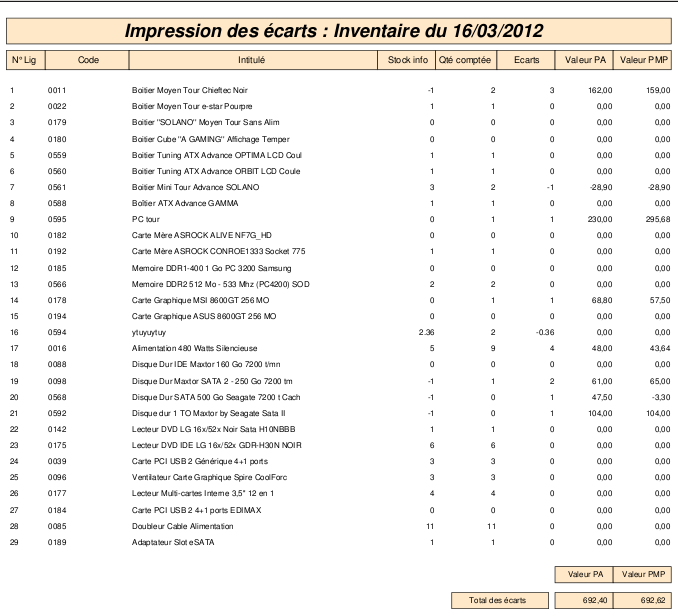 Impression des écarts : Inventaire du 16/03/2012
N° Lig Code Intitulé Stock info Qté comptée Ecarts Valeur PA Valeur PMP
1 0011 Boitier Moyen Tour Chieftec Noir -1 2 3 162,00 159,00
2 0022 Boitier Moyen Tour e-star Pourpre 1 1 0 0,00 0,00
3 0179 Boitier "SOLANO" Moyen Tour Sans Alim 0 0 0 0,00 0,00
4 0180 Boitier Cube "A GAMING" Affichage Temper 0 0 0 0,00 0,00
5 0559 Boitier Tuning ATX Advance OPTIMA LCD Coul 1 1 0 0,00 0,00
6 0560 Boitier Tuning ATX Advance ORBIT LCD Coule 1 1 0 0,00 0,00
7 0561 Boitier Mini Tour Advance SOLANO 3 2 -1 -28,90 -28,90
8 0588 Boîtier ATX Advance GAMMA 1 1 0 0,00 0,00
9 0595 PC tour 0 1 1 230,00 295,68
10 0182 Carte Mère ASROCK ALIVE NF7G_HD 0 0 0 0,00 0,00
11 0192 Carte Mère ASROCK CONROE1333 Socket 775 1 1 0 0,00 0,00
12 0185 Memoire DDR1-400 1 Go PC 3200 Samsung 0 0 0 0,00 0,00
13 0566 Memoire DDR2 512 Mo - 533 Mhz (PC4200) SOD 2 2 0 0,00 0,00
14 0178 Carte Graphique MSI 8600GT 256 MO 0 1 1 68,80 57,50
15 0194 Carte Graphique ASUS 8600GT 256 MO 0 0 0 0,00 0,00
16 0594 ytuyuytuy 2.36 2 -0.36 0,00 0,00
17 0016 Alimentation 480 Watts Silencieuse 5 9 4 48,00 43,64
18 0088 Disque Dur IDE Maxtor 160 Go 7200 t/mn 0 0 0 0,00 0,00
19 0098 Disque Dur Maxtor SATA 2 - 250 Go 7200 tm -1 1 2 61,00 65,00
20 0568 Disque Dur SATA 500 Go Seagate 7200 t Cach -1 0 1 47,50 -3,30
21 0592 Disque dur 1 TO Maxtor by Seagate Sata II -1 0 1 104,00 104,00
22 0142 Lecteur DVD LG 16x/52x Noir Sata H10NBBB 1 1 0 0,00 0,00
23 0175 Lecteur DVD IDE LG 16x/52x GDR-H30N NOIR 6 6 0 0,00 0,00
24 0039 Carte PCI USB 2 Générique 4+1 ports 3 3 0 0,00 0,00
25 0096 Ventilateur Carte Graphique Spire CoolForc 3 3 0 0,00 0,00
26 0177 Lecteur Multi-cartes Interne 3,5" 12 en 1 4 4 0 0,00 0,00
27 0184 Carte PCI USB 2 4+1 ports EDIMAX 0 0 0 0,00 0,00
28 0085 Doubleur Cable Alimentation 11 11 0 0,00 0,00
29 0189 Adaptateur Slot eSATA 1 1 0 0,00 0,00
Valeur PA Valeur PMP
Total des écarts 692,40 692,62